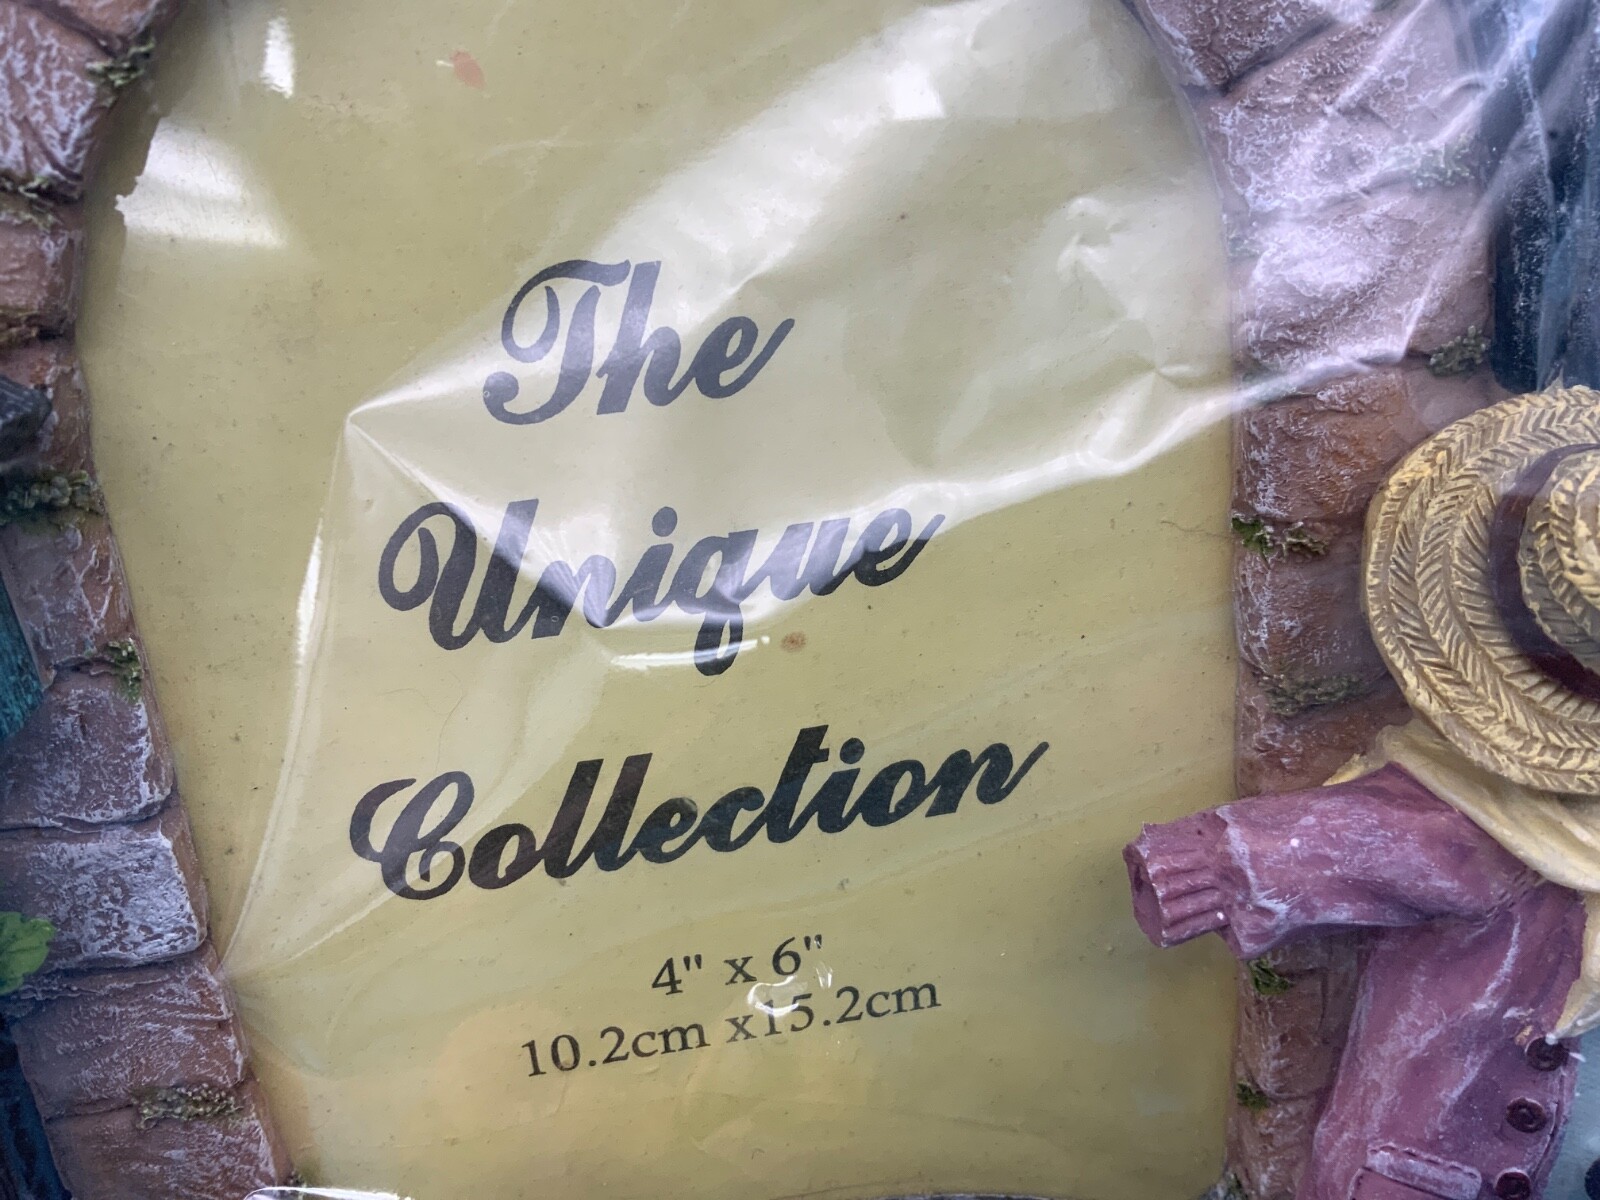 The
Unique
Collection
4" x 6"
10.2cm x15.2cm